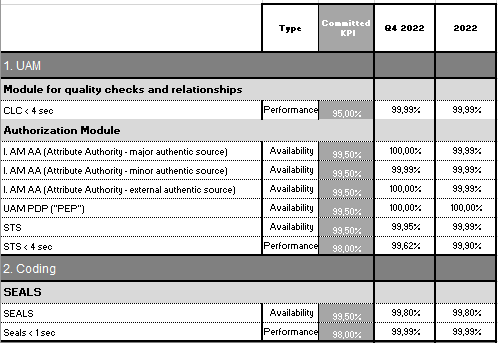 Type Committed KPI Q4 2022 2022
1. UAM
Module for quality checks and relationships
CLC < 4 sec Performance 95,00% 99,99% 99,99%
Authorization Module
I. AM AA (Attribute Authority - major authentic source) Availability 99,50% 100,00% 99,99%
I. AM AA (Attribute Authority - minor authentic source) Availability 99,50% 99,99% 99,99%
I. AM AA (Attribute Authority - external authentic source) Availability 99,50% 100,00% 99,99%
UAM PDP ("PEP") Availability 99,50% 100,00% 100,00%
STS Availability 99,50% 99,95% 99,99%
STS < 4 sec Performance 98,00% 99,62% 99,90%
2. Coding
SEALS
SEALS Availability 99,50% 99,80% 99,80%
Seals < 1 sec Performance 98,00% 99,99% 99,99%